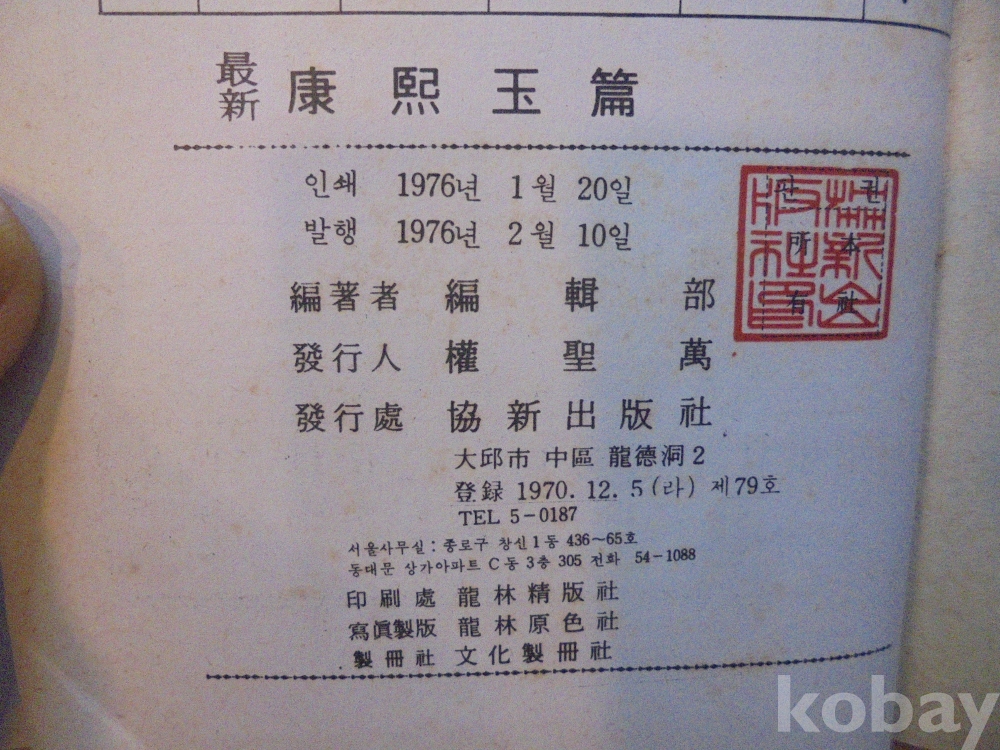 最新 康熙玉篇
인쇄 1976년 1월 20일
발행 1976년 2월 10일
판권
本社
所有
編著者 編輯部
發行人 權聖萬
發行處 協新出版社
大邱市 中區 龍德洞 2
登録 1970. 12. 5 (라) 제79호
TEL 5-0187
서울사무실 : 종로구 창신1동 436~65호
동대문 상가아파트 C동 3층 305 전화 54-1088
印刷處 龍林精版社
寫眞製版 龍林原色社
製冊社 文化製冊社
kobay